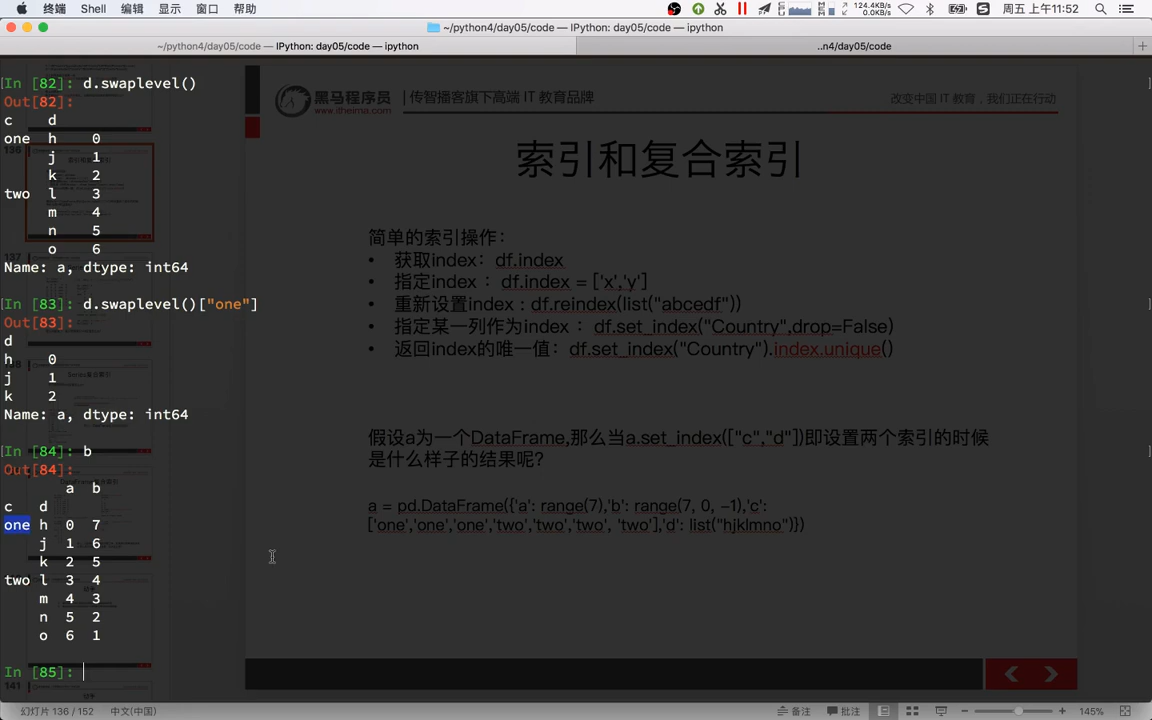 终端 Shell 编辑 显示 窗口 帮助 124.4KB/s 0.0KB/s 周五 上午11:52
~/python4/day05/code — IPython: day05/code — ipython
~/python4/day05/code — IPython: day05/code — ipython ..n4/day05/code
In [82]: d.swaplevel()
Out[82]:
c    d
one  h    0
     j    1
     k    2
two  l    3
     m    4
     n    5
     o    6
Name: a, dtype: int64
In [83]: d.swaplevel()["one"]
Out[83]:
d
h    0
j    1
k    2
Name: a, dtype: int64
In [84]: b
Out[84]:
       a  b
c   d
one h  0  7
    j  1  6
    k  2  5
two l  3  4
    m  4  3
    n  5  2
    o  6  1
In [85]:
黑马程序员 www.itheima.com | 传智播客旗下高端 IT 教育品牌 改变中国 IT 教育，我们正在行动
索引和复合索引
简单的索引操作：
• 获取index：df.index
• 指定index ：df.index = ['x','y']
• 重新设置index : df.reindex(list("abcedf"))
• 指定某一列作为index ：df.set_index("Country",drop=False)
• 返回index的唯一值：df.set_index("Country").index.unique()
假设a为一个DataFrame,那么当a.set_index(["c","d"])即设置两个索引的时候
是什么样子的结果呢?
a = pd.DataFrame({'a': range(7),'b': range(7, 0, -1),'c':
['one','one','one','two','two','two', 'two'],'d': list("hjklmno")})
136
137
141
幻灯片 136 / 152 中文(中国) 备注 批注 145%